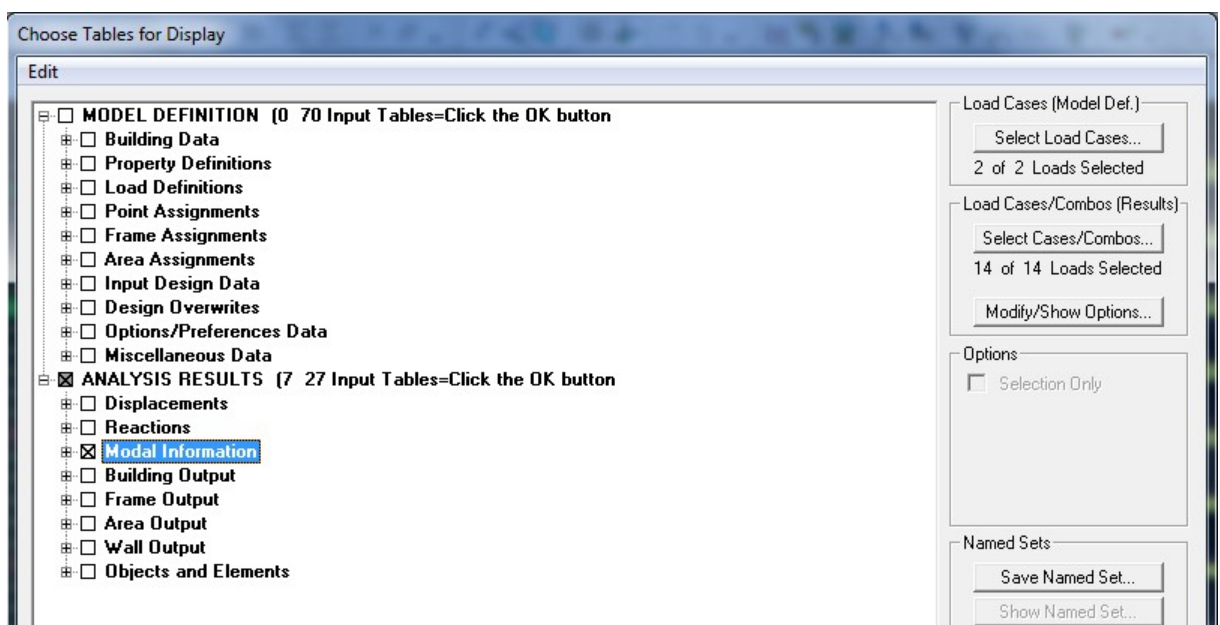 Choose Tables for Display
Edit
MODEL DEFINITION (0 70 Input Tables=Click the OK button
Building Data
Property Definitions
Load Definitions
Point Assignments
Frame Assignments
Area Assignments
Input Design Data
Design Overwrites
Options/Preferences Data
Miscellaneous Data
ANALYSIS RESULTS (7 27 Input Tables=Click the OK button
Displacements
Reactions
Modal Information
Building Output
Frame Output
Area Output
Wall Output
Objects and Elements
Load Cases (Model Def.)
Select Load Cases...
2 of 2 Loads Selected
Load Cases/Combos (Results)
Select Cases/Combos...
14 of 14 Loads Selected
Modify/Show Options...
Options
Selection Only
Named Sets
Save Named Set...
Show Named Set...